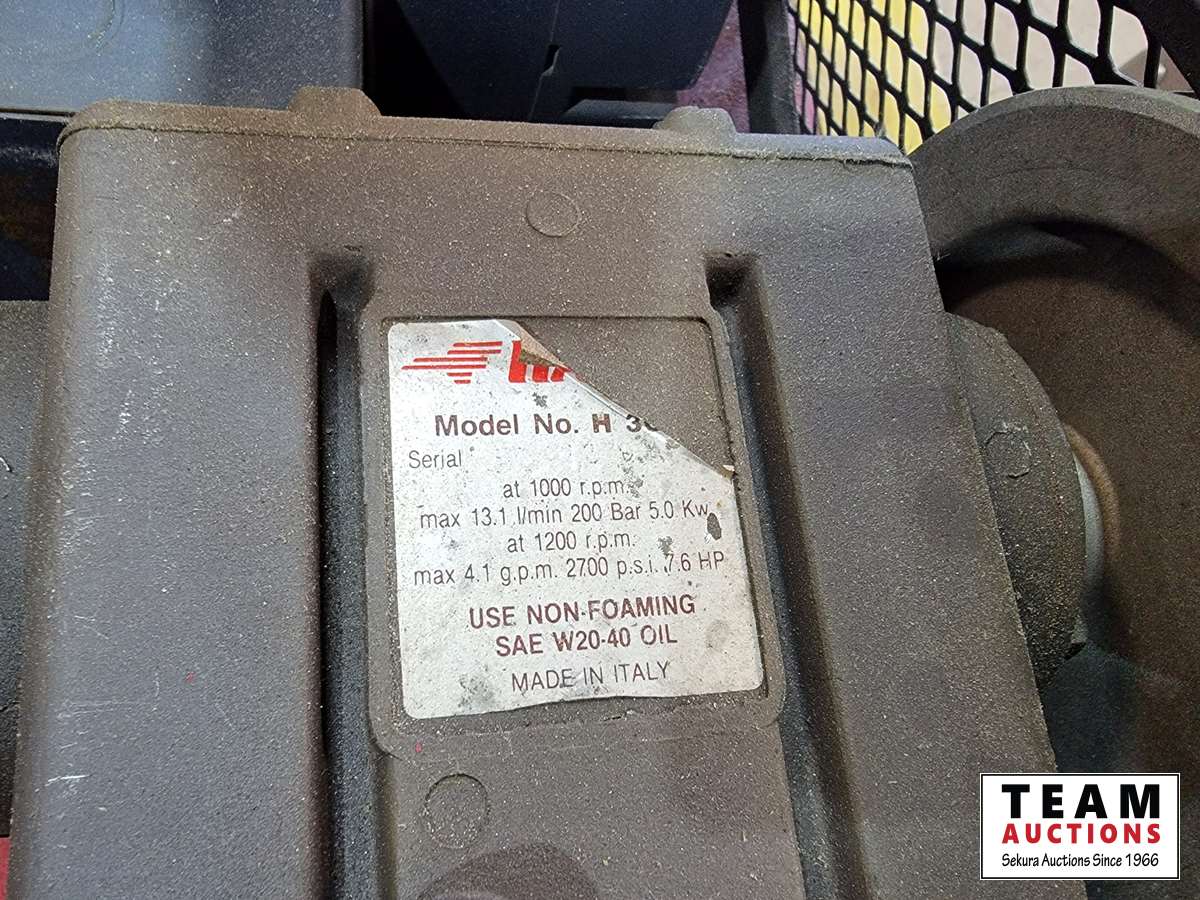 Model No. H
Serial
at 1000 r.p.m.
max 13.1 l/min 200 Bar 5.0 Kw
at 1200 r.p.m.
max 4.1 g.p.m. 2700 p.s.i. 7.6 HP
USE NON-FOAMING
SAE W20-40 OIL
MADE IN ITALY
TEAM
AUCTIONS
Sekura Auctions Since 1966